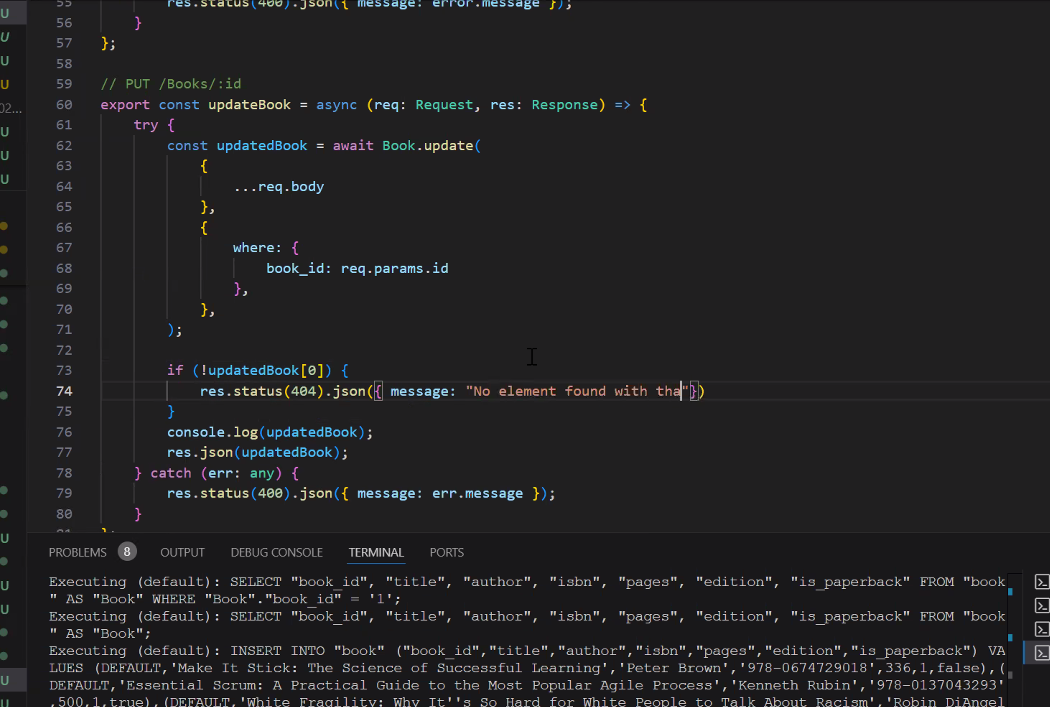 U
U
U
U
02...
U
U
U
U
U
U
U
55 res.status(400).json({ message: error.message });
56 }
57 };
58
59 // PUT /Books/:id
60 export const updateBook = async (req: Request, res: Response) => {
61 try {
62 const updatedBook = await Book.update(
63 {
64 ...req.body
65 },
66 {
67 where: {
68 book_id: req.params.id
69 },
70 },
71 );
72
73 if (!updatedBook[0]) {
74 res.status(404).json({ message: "No element found with tha"})
75 }
76 console.log(updatedBook);
77 res.json(updatedBook);
78 } catch (err: any) {
79 res.status(400).json({ message: err.message });
80 }
PROBLEMS 8 OUTPUT DEBUG CONSOLE TERMINAL PORTS
Executing (default): SELECT "book_id", "title", "author", "isbn", "pages", "edition", "is_paperback" FROM "book
" AS "Book" WHERE "Book"."book_id" = '1';
Executing (default): SELECT "book_id", "title", "author", "isbn", "pages", "edition", "is_paperback" FROM "book
" AS "Book";
Executing (default): INSERT INTO "book" ("book_id","title","author","isbn","pages","edition","is_paperback") VA
LUES (DEFAULT,'Make It Stick: The Science of Successful Learning','Peter Brown','978-0674729018',336,1,false),(
DEFAULT,'Essential Scrum: A Practical Guide to the Most Popular Agile Process','Kenneth Rubin','978-0137043293'
,500,1,true),(DEFAULT,'White Fragility: Why It''s So Hard for White People to Talk About Racism','Robin DiAngel